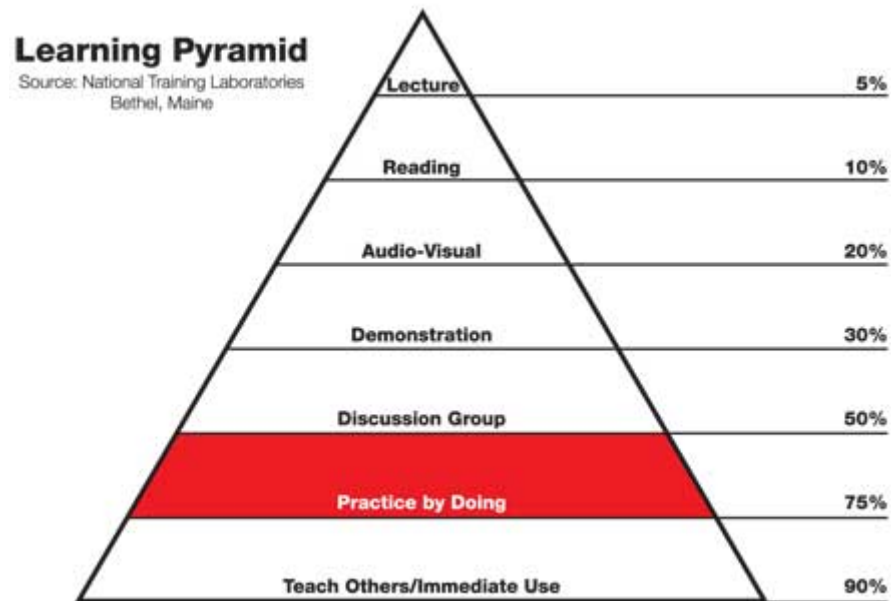 Learning Pyramid
Source: National Training Laboratories
Bethel, Maine
Lecture 5%
Reading 10%
Audio-Visual 20%
Demonstration 30%
Discussion Group 50%
Practice by Doing 75%
Teach Others/Immediate Use 90%